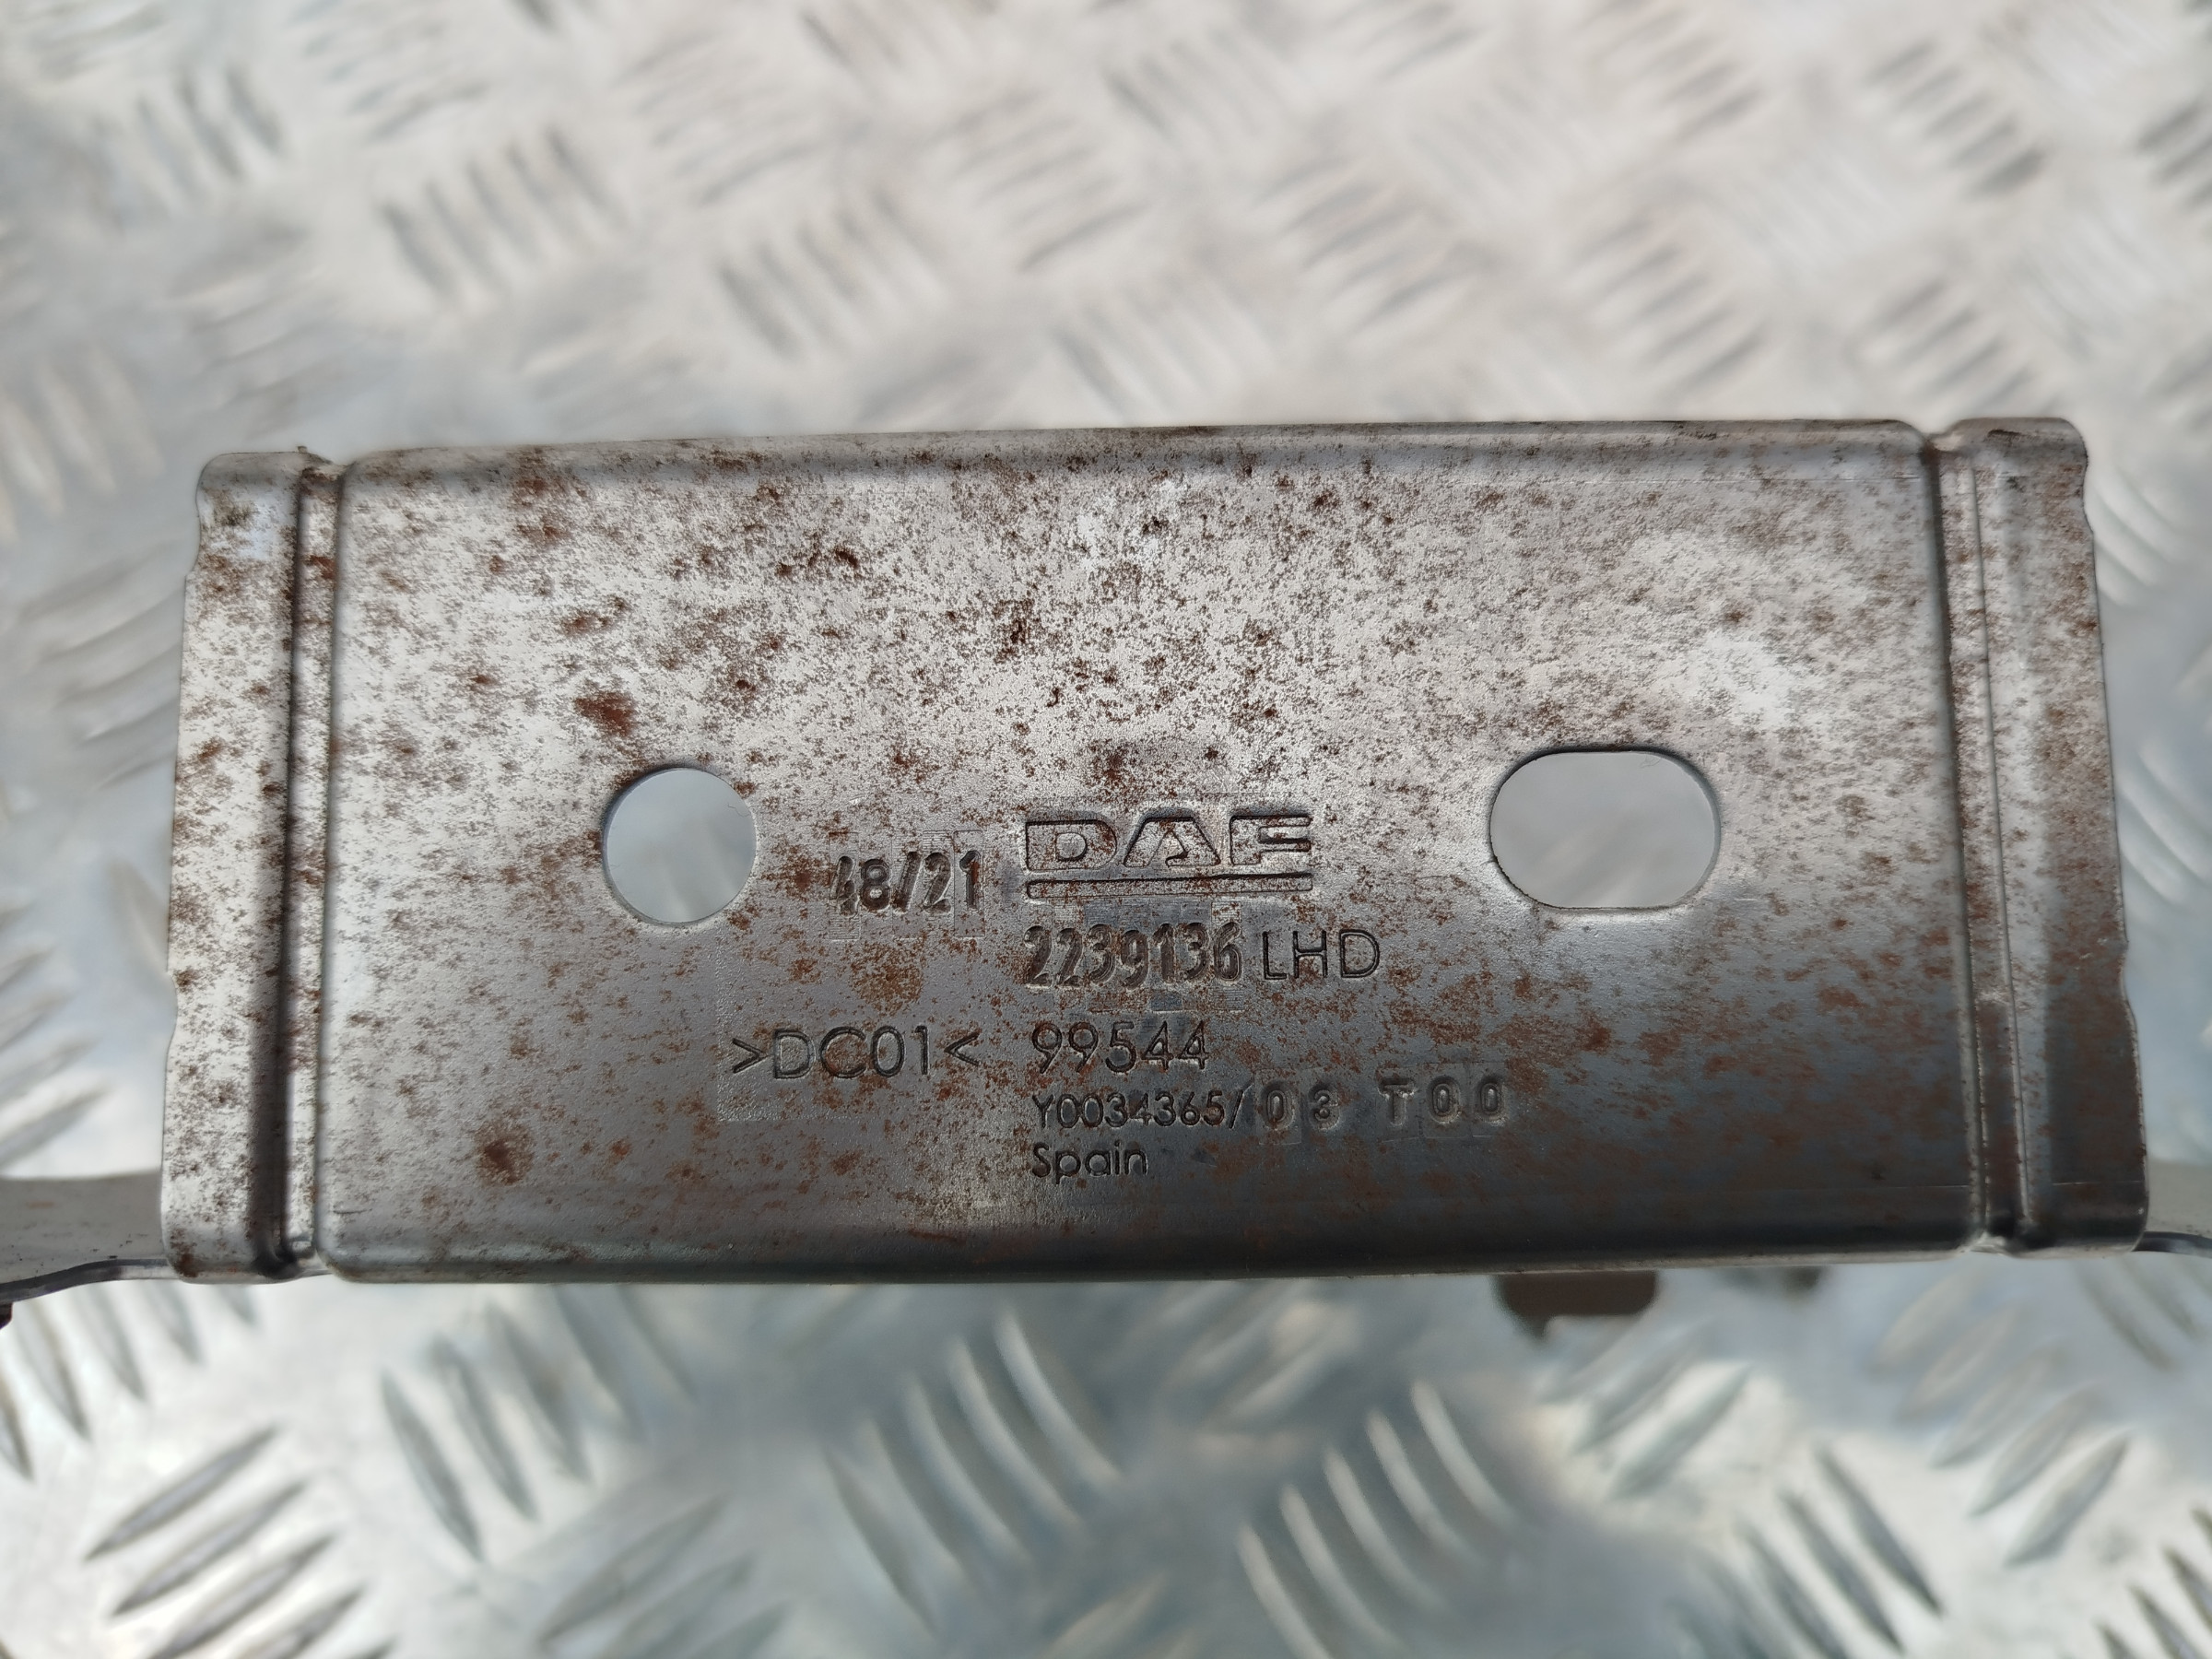 DAF
48/21
2239136 LHD
>DC01< 99544
Y0034365/03 T00
Spain